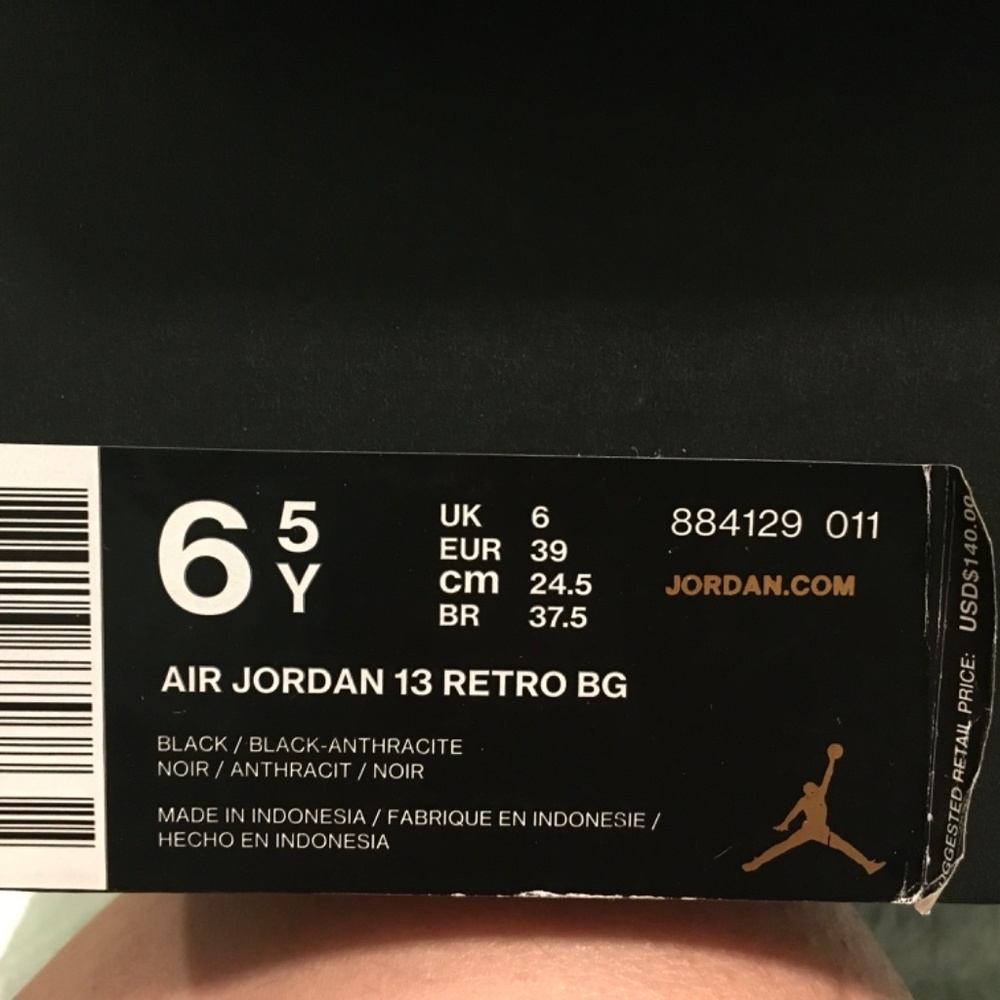 6 5
Y
UK 6
EUR 39
cm 24.5
BR 37.5
884129 011
JORDAN.COM
AIR JORDAN 13 RETRO BG
BLACK / BLACK-ANTHRACITE
NOIR / ANTHRACIT / NOIR
MADE IN INDONESIA / FABRIQUE EN INDONESIE /
HECHO EN INDONESIA
RETAIL PRICE: USD$140.00